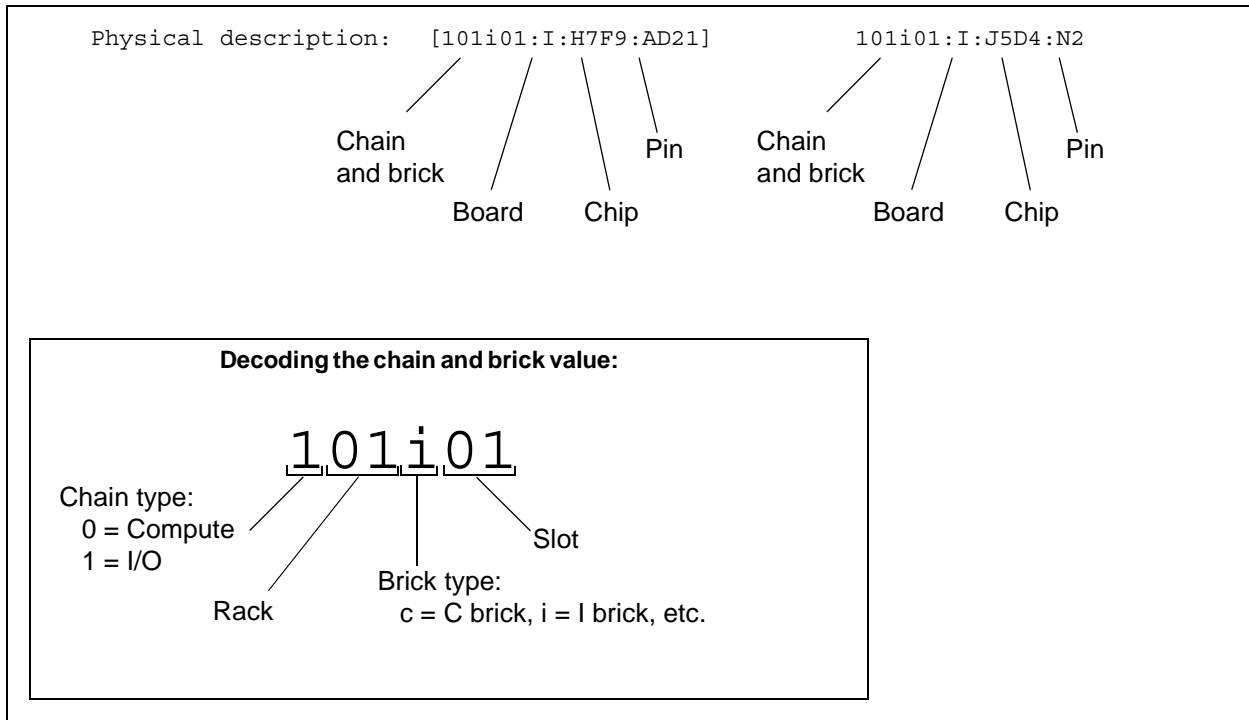 Physical description: [101i01:I:H7F9:AD21] 101i01:I:J5D4:N2
Chain
and brick
Board
Chip
Pin
Chain
and brick
Board
Chip
Pin
Decoding the chain and brick value:
101i01
Chain type:
0 = Compute
1 = I/O
Rack
Brick type:
c = C brick, i = I brick, etc.
Slot